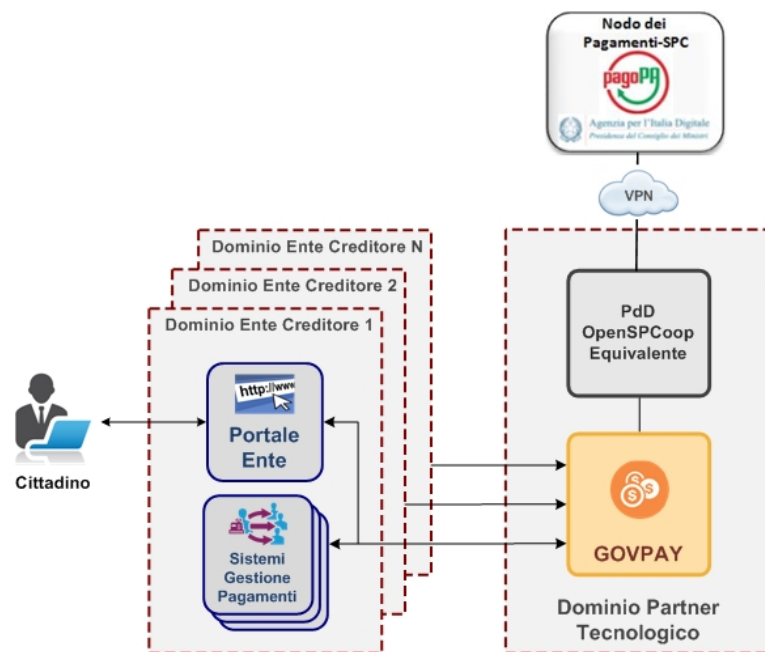 Nodo dei
Pagamenti-SPC
pagoPA
Agenzia per l'Italia Digitale
Presidenza del Consiglio dei Ministri
VPN
Dominio Ente Creditore N
Dominio Ente Creditore 2
Dominio Ente Creditore 1
http://www
Portale
Ente
Cittadino
Sistemi
Gestione
Pagamenti
PdD
OpenSPCoop
Equivalente
GOVPAY
Dominio Partner
Tecnologico